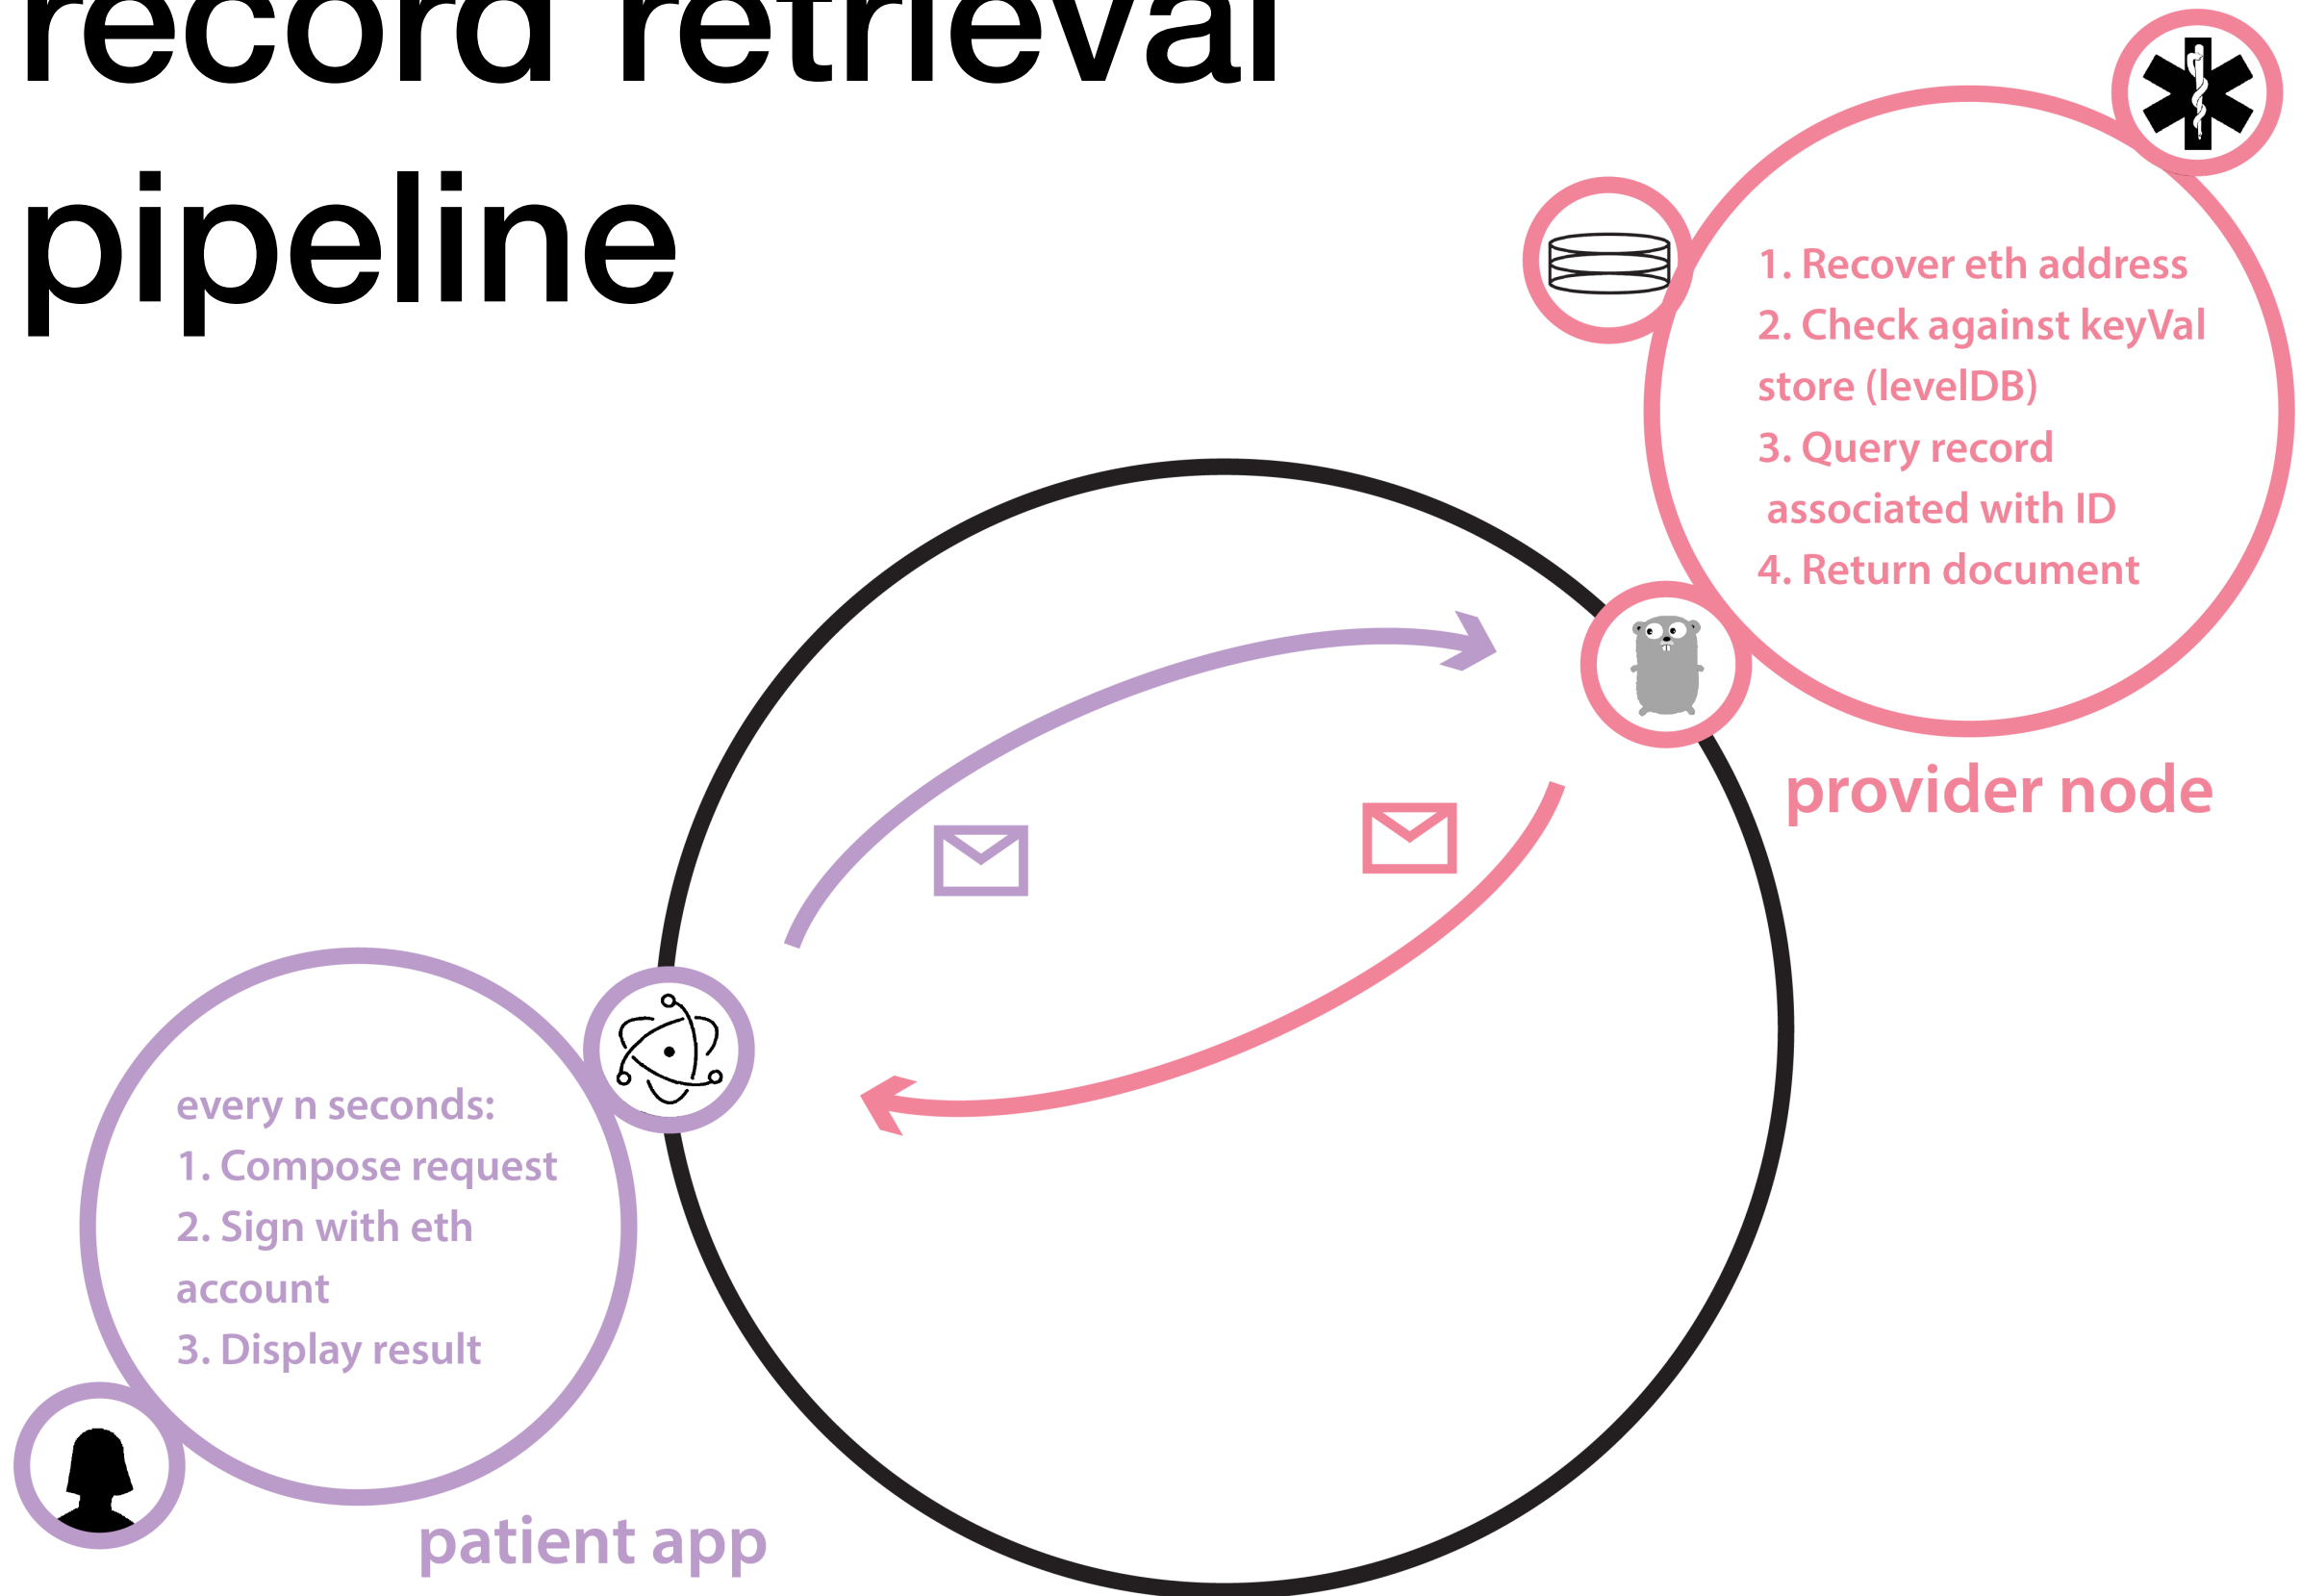 record retrieval
pipeline
1. Recover eth address
2. Check against keyVal
store (levelDB)
3. Query record
associated with ID
4. Return document
provider node
every n seconds:
1. Compose request
2. Sign with eth
account
3. Display result
patient app